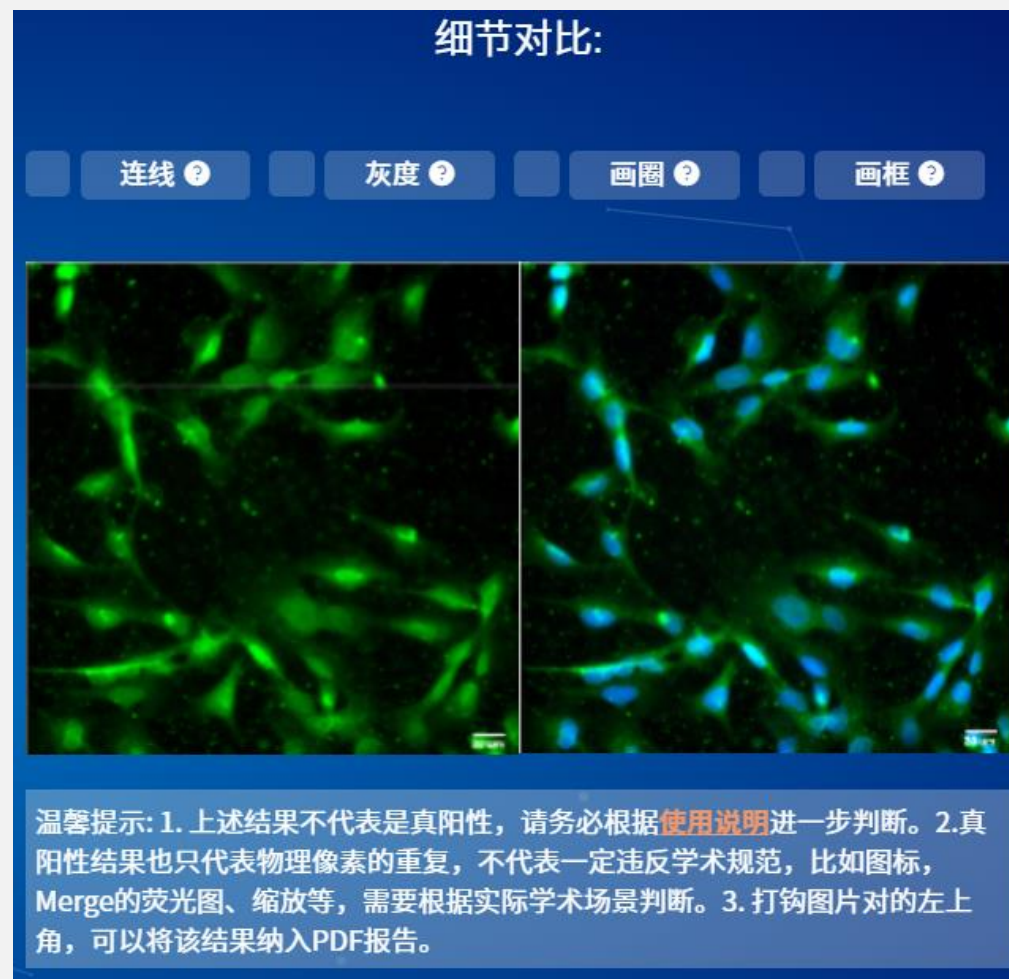 细节对比:
连线 ?
灰度 ?
画圈 ?
画框 ?
温馨提示: 1. 上述结果不代表是真阳性，请务必根据使用说明进一步判断。2.真
阳性结果也只代表物理像素的重复，不代表一定违反学术规范，比如图标，
Merge的荧光图、缩放等，需要根据实际学术场景判断。3. 打钩图片对的左上
角，可以将该结果纳入PDF报告。